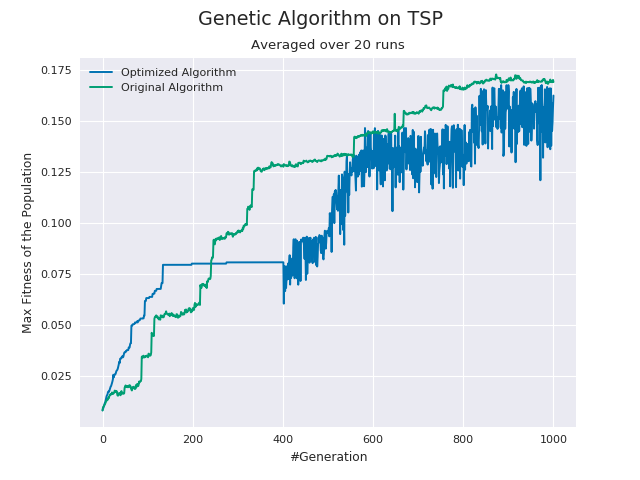 Genetic Algorithm on TSP
Averaged over 20 runs
Optimized Algorithm
Original Algorithm
Max Fitness of the Population
0.175
0.150
0.125
0.100
0.075
0.050
0.025
0 200 400 600 800 1000
#Generation